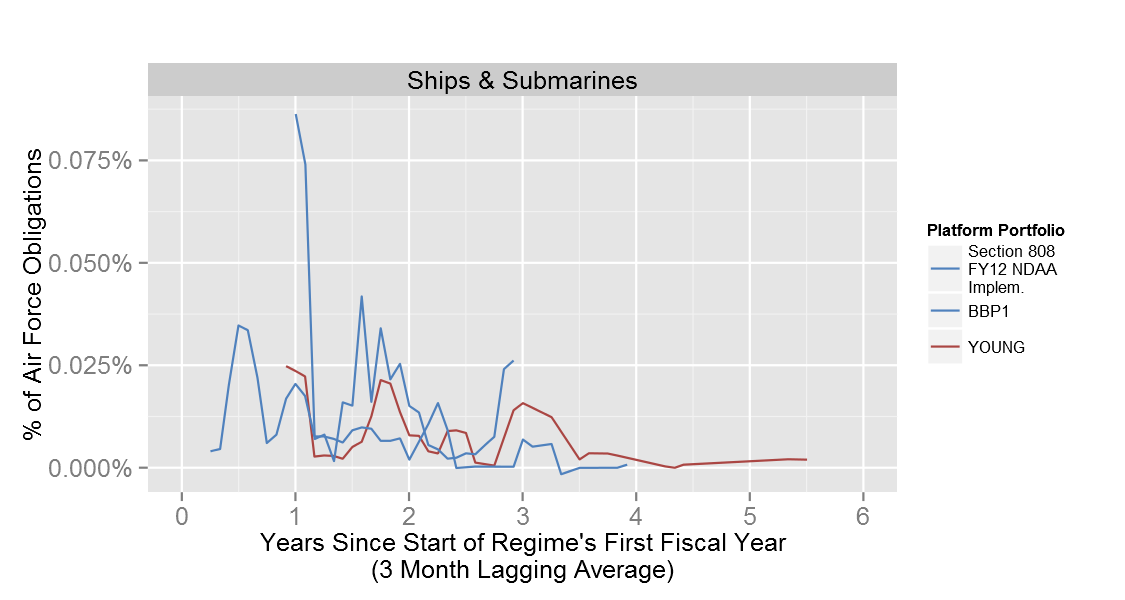 Ships & Submarines
% of Air Force Obligations
0.075%
0.050%
0.025%
0.000%
0 1 2 3 4 5 6
Years Since Start of Regime's First Fiscal Year
(3 Month Lagging Average)
Platform Portfolio
Section 808
FY12 NDAA
Implem.
BBP1
YOUNG